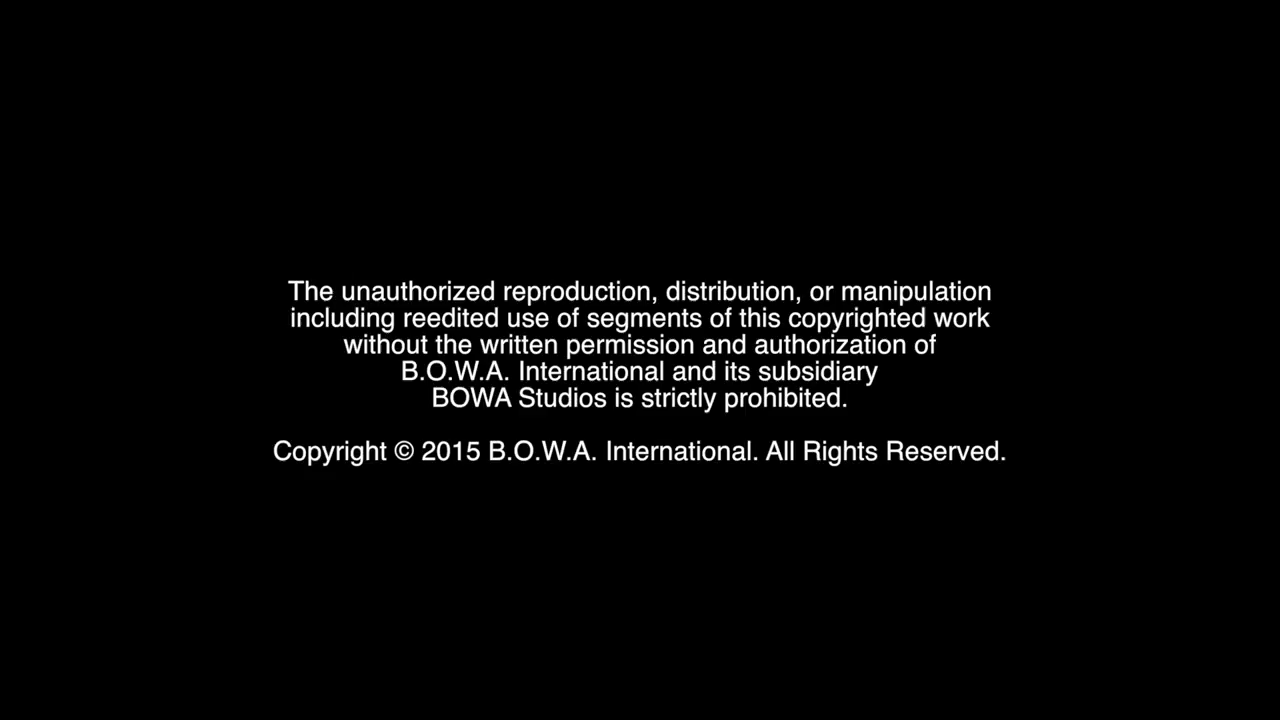 The unauthorized reproduction, distribution, or manipulation
including reedited use of segments of this copyrighted work
without the written permission and authorization of
B.O.W.A. International and its subsidiary
BOWA Studios is strictly prohibited.
Copyright © 2015 B.O.W.A. International. All Rights Reserved.